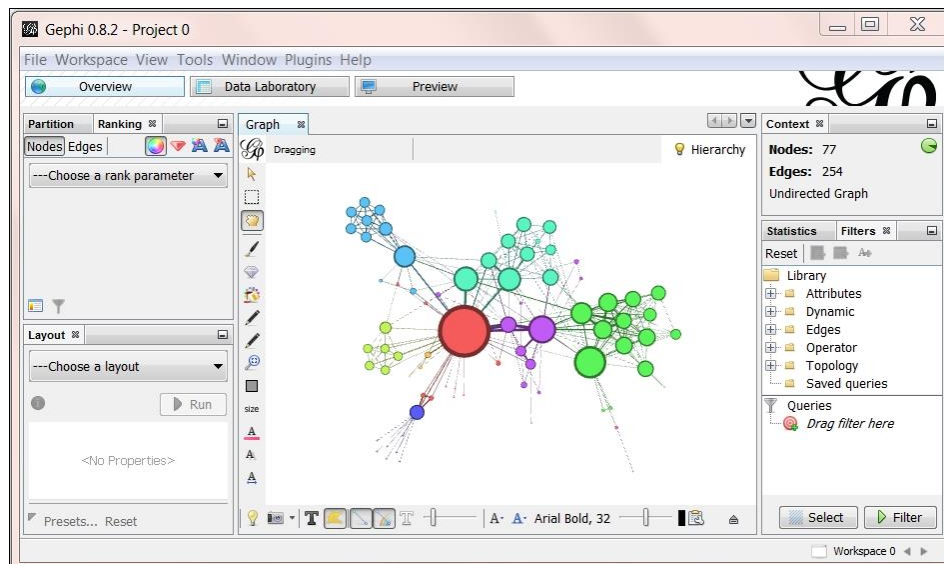 Gephi 0.8.2 - Project 0
File Workspace View Tools Window Plugins Help
Overview Data Laboratory Preview
Partition Ranking
Nodes Edges
---Choose a rank parameter
Layout
---Choose a layout
Run
<No Properties>
Presets... Reset
Graph
Dragging
Hierarchy
size
A
A
A
T T A- A- Arial Bold, 32
Context
Nodes: 77
Edges: 254
Undirected Graph
Statistics Filters
Reset
Library
Attributes
Dynamic
Edges
Operator
Topology
Saved queries
Queries
Drag filter here
Select Filter
Workspace 0